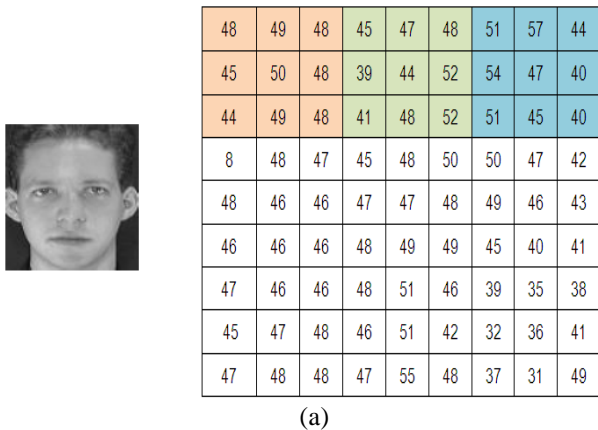 48 49 48 45 47 48 51 57 44
45 50 48 39 44 52 54 47 40
44 49 48 41 48 52 51 45 40
8 48 47 45 48 50 50 47 42
48 46 46 47 47 48 49 46 43
46 46 46 48 49 49 45 40 41
47 46 46 48 51 46 39 35 38
45 47 48 46 51 42 32 36 41
47 48 48 47 55 48 37 31 49
(a)